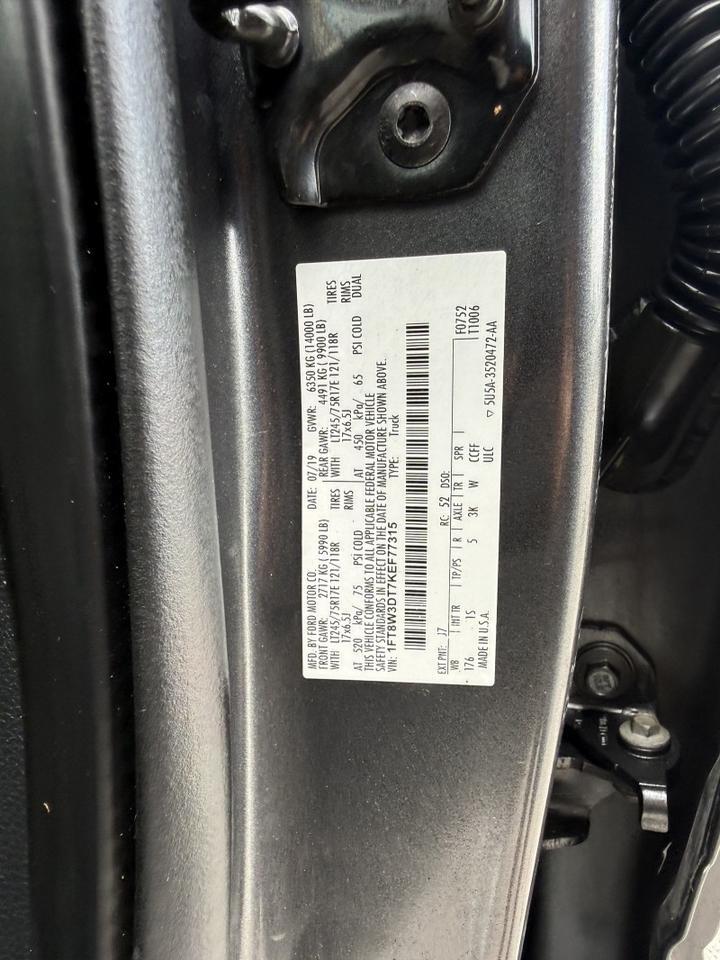 MFD. BY FORD MOTOR CO. DATE: 07/19 GVWR: 6350 KG (14000 LB)
FRONT GAWR: 2717 KG ( 5990 LB) REAR GAWR: 4491 KG ( 9900 LB)
WITH LT245/75R17E 121/118R TIRES WITH LT245/75R17E 121/118R TIRES
17x6.5J RIMS 17x6.5J RIMS
AT 520 kPa/ 75 PSI COLD AT 450 kPa/ 65 PSI COLD DUAL
THIS VEHICLE CONFORMS TO ALL APPLICABLE FEDERAL MOTOR VEHICLE
SAFETY STANDARDS IN EFFECT ON THE DATE OF MANUFACTURE SHOWN ABOVE.
VIN: 1FT8W3DT7KEF77315 TYPE: Truck
F0752
EXT PNT: J7 RC: 52 DSO: T1006
WB INT TR TP/PS R AXLE TR SPR
176 1S 5 3K W CCFF
MADE IN U.S.A. ULC ▽ 5U5A-3520472-AA